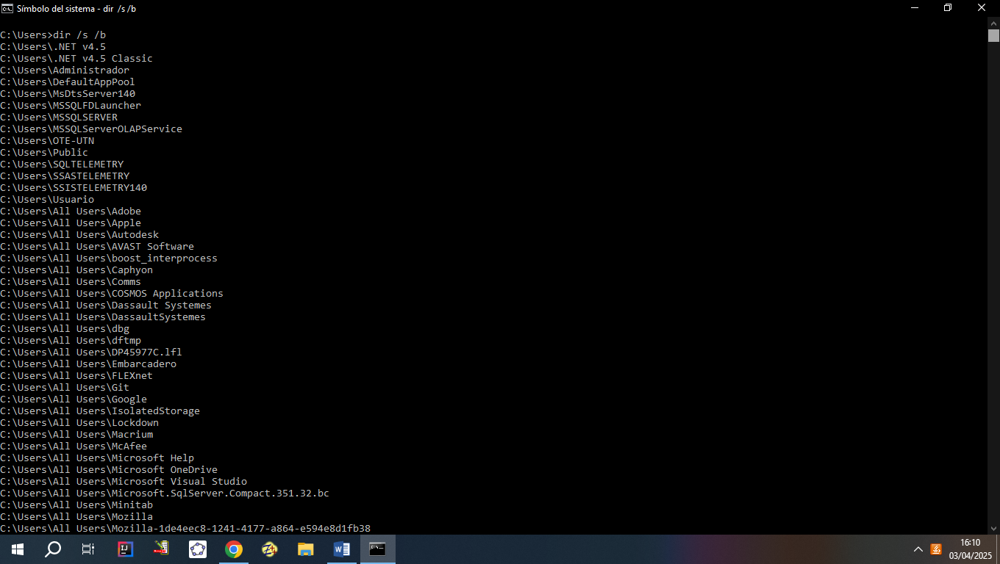 Símbolo del sistema - dir /s /b
C:\Users>dir /s /b
C:\Users\.NET v4.5
C:\Users\.NET v4.5 Classic
C:\Users\Administrador
C:\Users\DefaultAppPool
C:\Users\MsDtsServer140
C:\Users\MSSQLFDLauncher
C:\Users\MSSQLSERVER
C:\Users\MSSQLServerOLAPService
C:\Users\OTE-UTN
C:\Users\Public
C:\Users\SQLTELEMETRY
C:\Users\SSASTELEMETRY
C:\Users\SSISTELEMETRY140
C:\Users\Usuario
C:\Users\All Users\Adobe
C:\Users\All Users\Apple
C:\Users\All Users\Autodesk
C:\Users\All Users\AVAST Software
C:\Users\All Users\boost_interprocess
C:\Users\All Users\Caphyon
C:\Users\All Users\Comms
C:\Users\All Users\COSMOS Applications
C:\Users\All Users\Dassault Systemes
C:\Users\All Users\DassaultSystemes
C:\Users\All Users\dbg
C:\Users\All Users\dftmp
C:\Users\All Users\DP45977C.lfl
C:\Users\All Users\Embarcadero
C:\Users\All Users\FLEXnet
C:\Users\All Users\Git
C:\Users\All Users\Google
C:\Users\All Users\IsolatedStorage
C:\Users\All Users\Lockdown
C:\Users\All Users\Macrium
C:\Users\All Users\McAfee
C:\Users\All Users\Microsoft Help
C:\Users\All Users\Microsoft OneDrive
C:\Users\All Users\Microsoft Visual Studio
C:\Users\All Users\Microsoft.SqlServer.Compact.351.32.bc
C:\Users\All Users\Minitab
C:\Users\All Users\Mozilla
C:\Users\All Users\Mozilla-1de4eec8-1241-4177-a864-e594e8d1fb38
16:10
03/04/2025